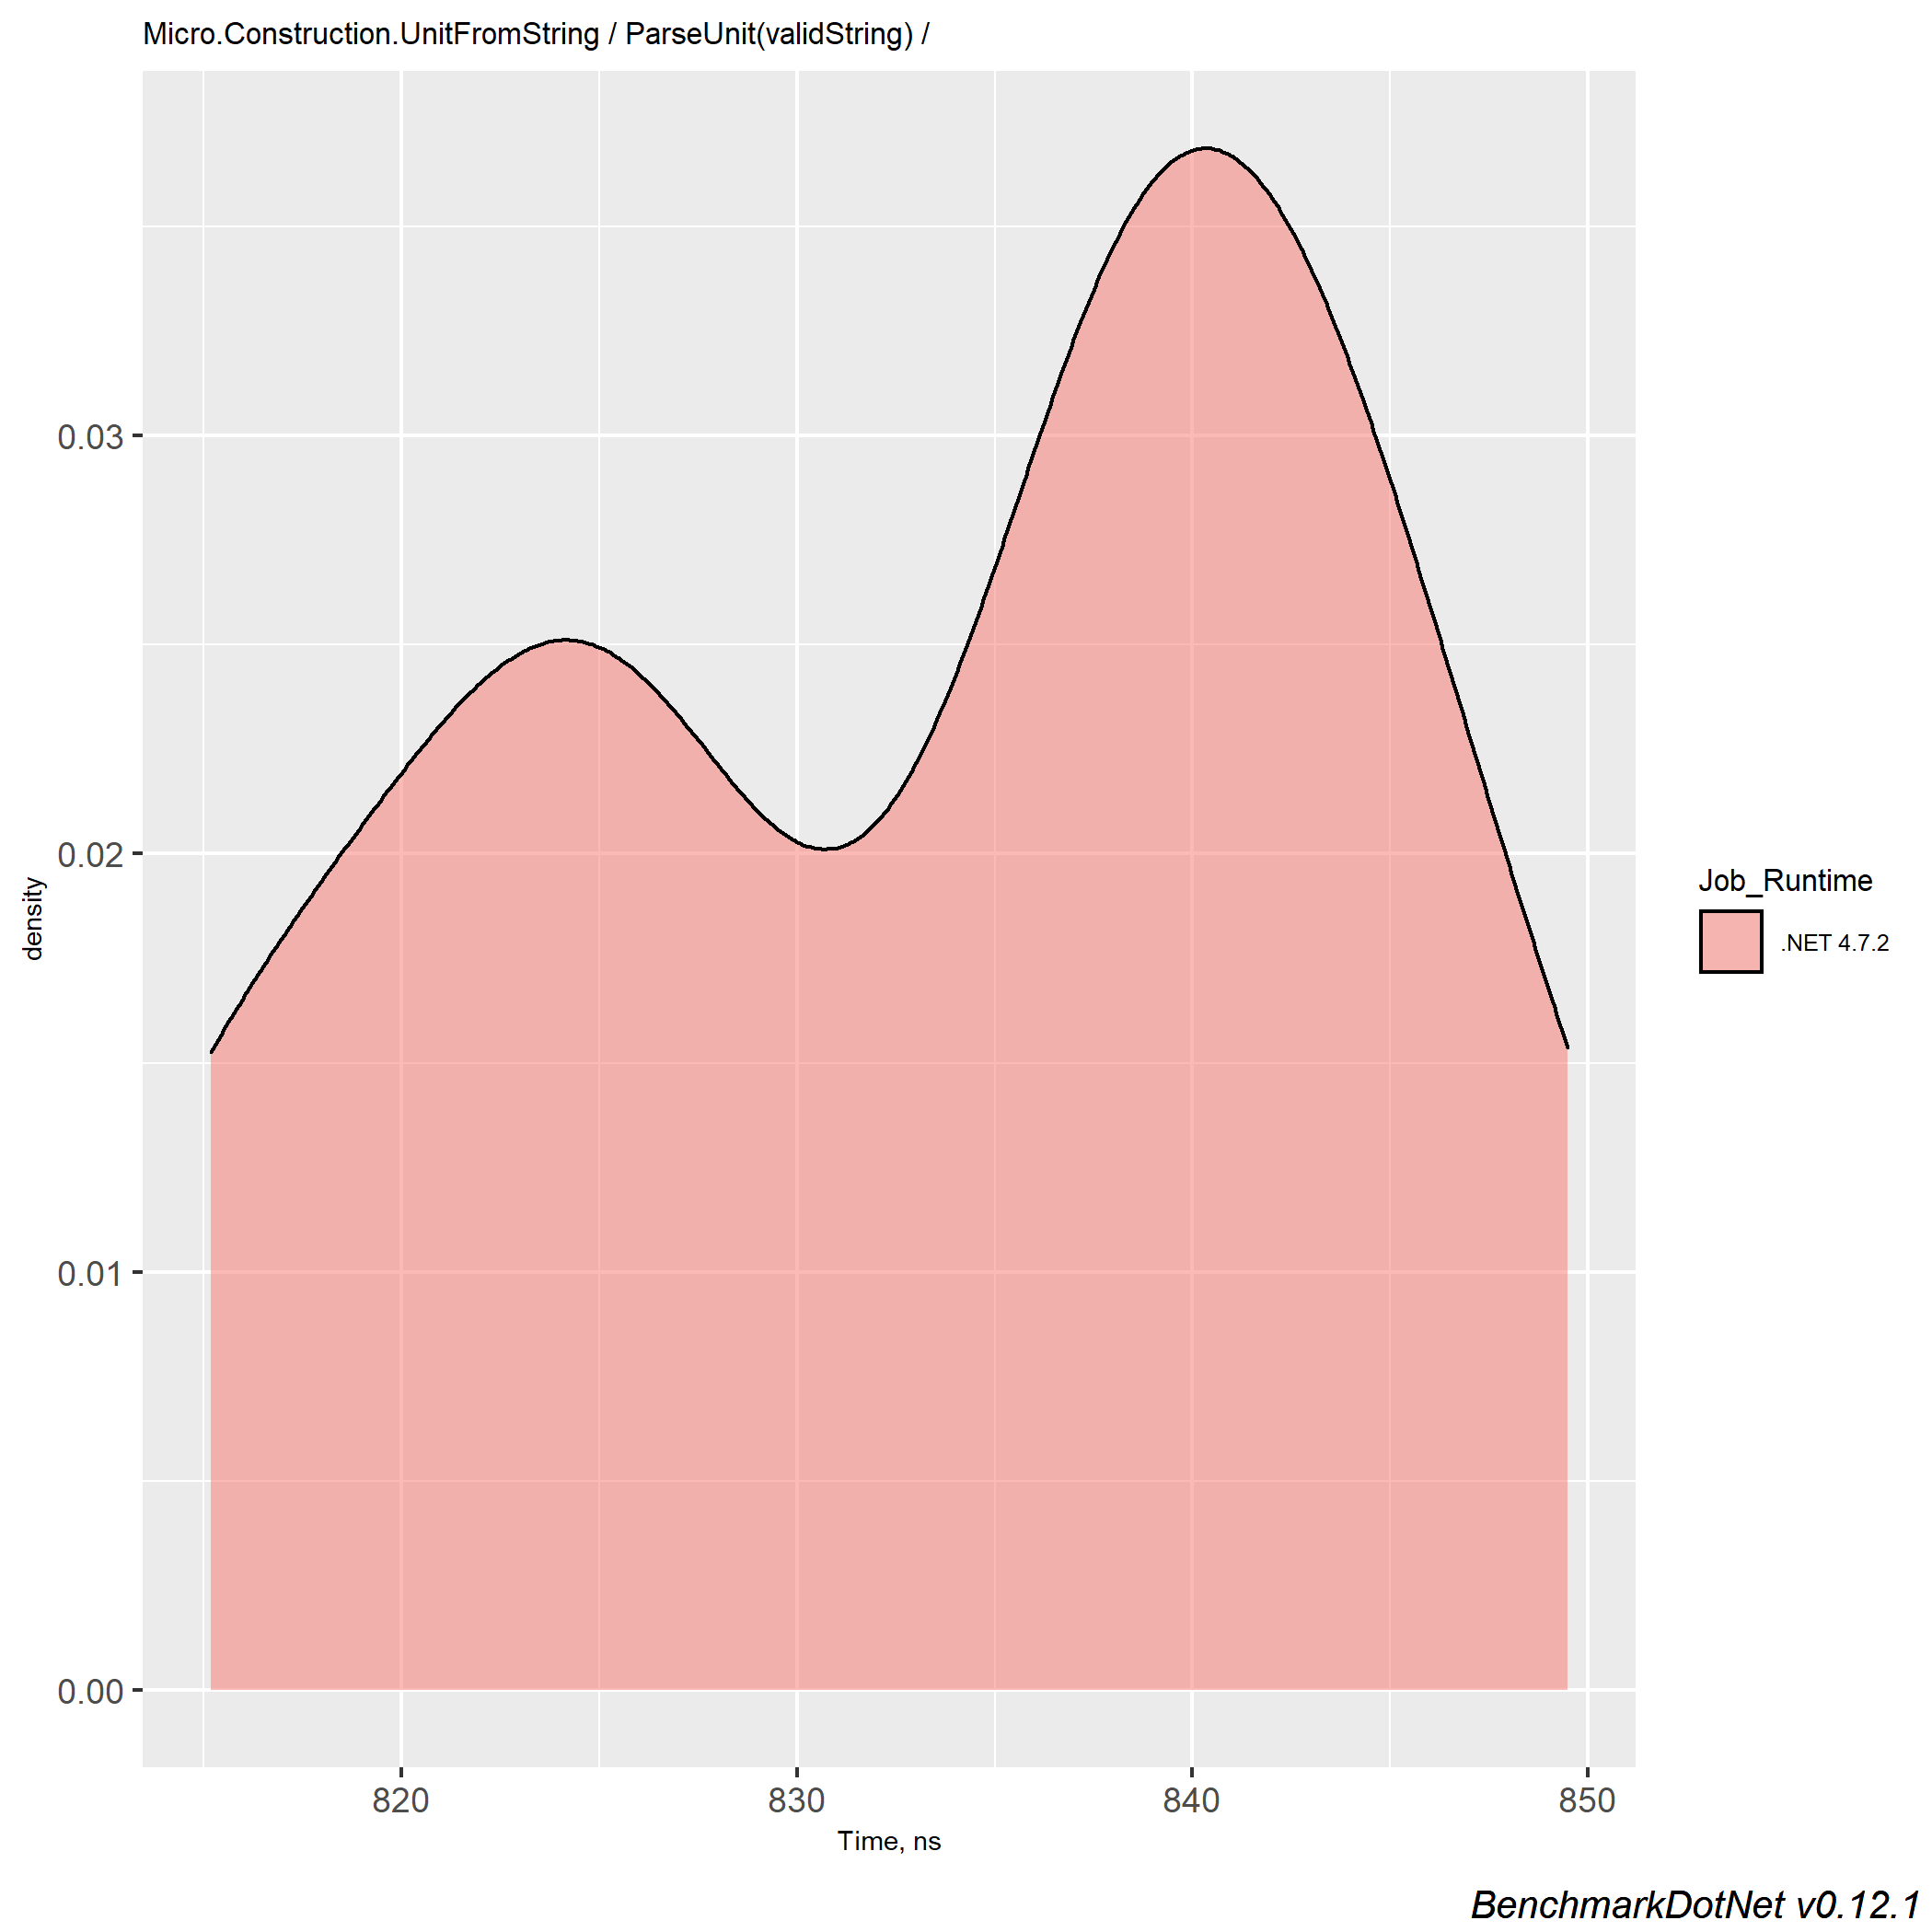 Micro.Construction.UnitFromString / ParseUnit(validString) /
0.03
0.02
0.01
0.00
density
820
830
840
850
Time, ns
Job_Runtime
.NET 4.7.2
BenchmarkDotNet v0.12.1